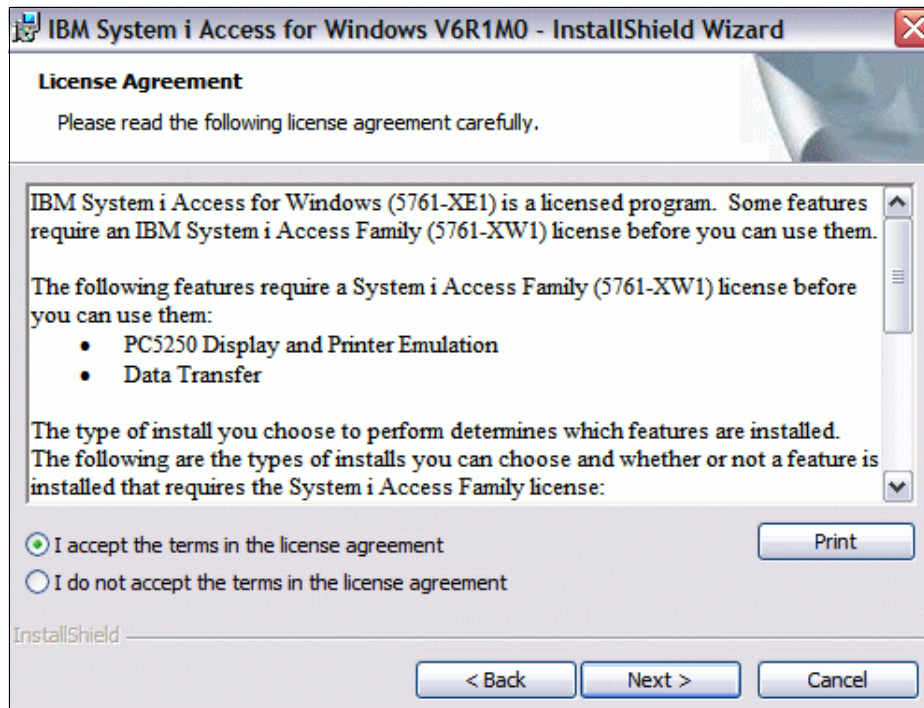 IBM System i Access for Windows V6R1M0 - InstallShield Wizard
License Agreement
Please read the following license agreement carefully.
IBM System i Access for Windows (5761-XE1) is a licensed program.  Some features
require an IBM System i Access Family (5761-XW1) license before you can use them.
The following features require a System i Access Family (5761-XW1) license before
you can use them:
• PC5250 Display and Printer Emulation
• Data Transfer
The type of install you choose to perform determines which features are installed.
The following are the types of installs you can choose and whether or not a feature is
installed that requires the System i Access Family license:
I accept the terms in the license agreement
Print
I do not accept the terms in the license agreement
InstallShield
< Back
Next >
Cancel